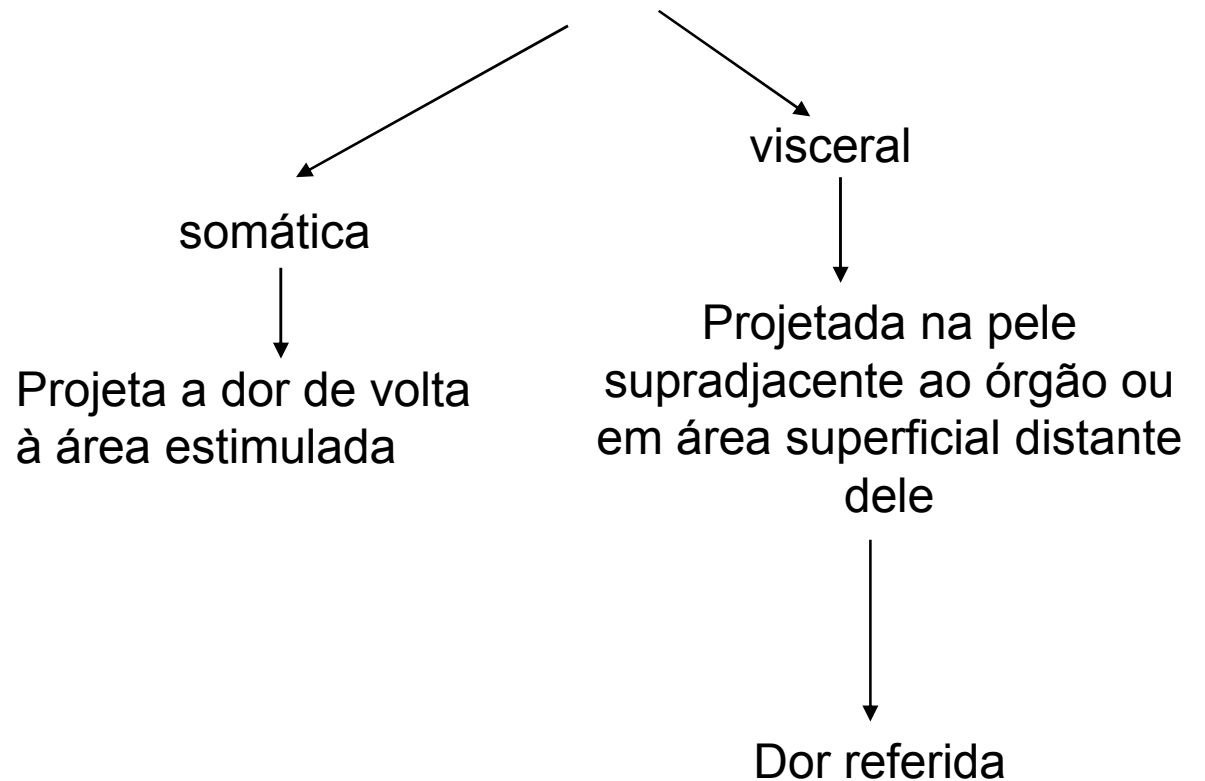 visceral
somática
Projetada na pele
supradjacente ao órgão ou
em área superficial distante
dele
Projeta a dor de volta
à área estimulada
Dor referida